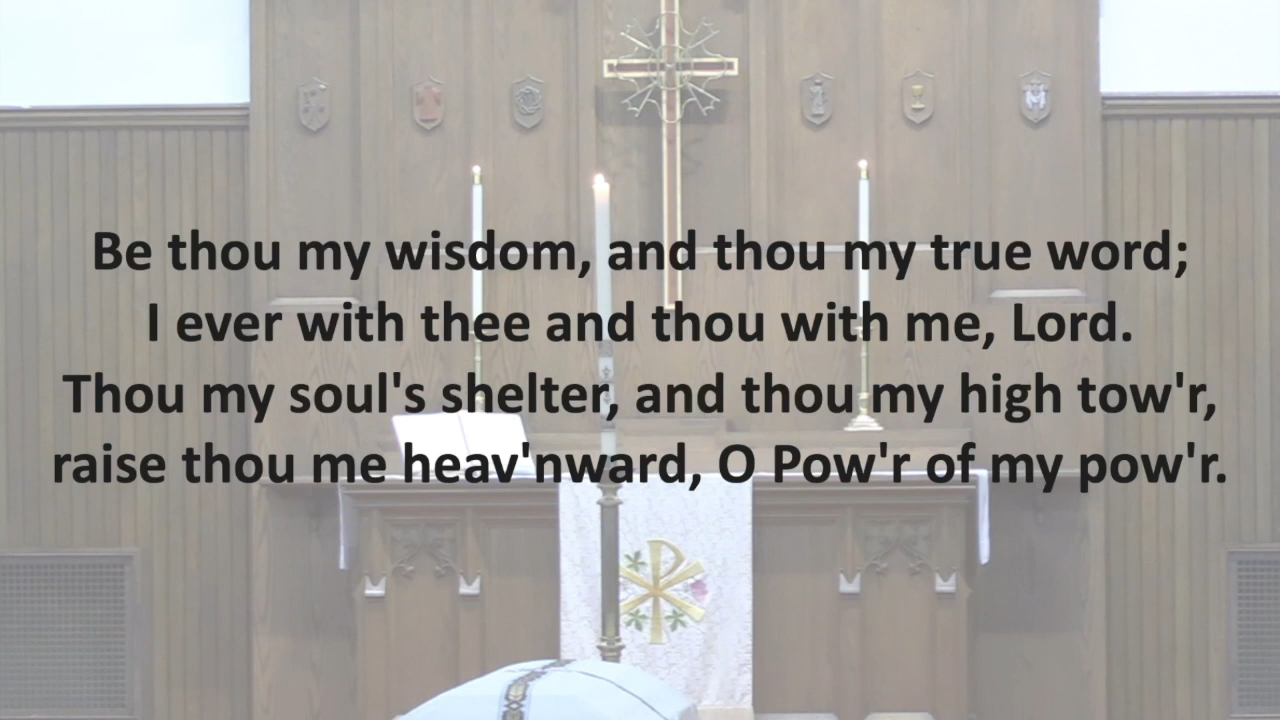 Be thou my wisdom, and thou my true word;
I ever with thee and thou with me, Lord.
Thou my soul's shelter, and thou my high tow'r,
raise thou me heav'nward, O Pow'r of my pow'r.